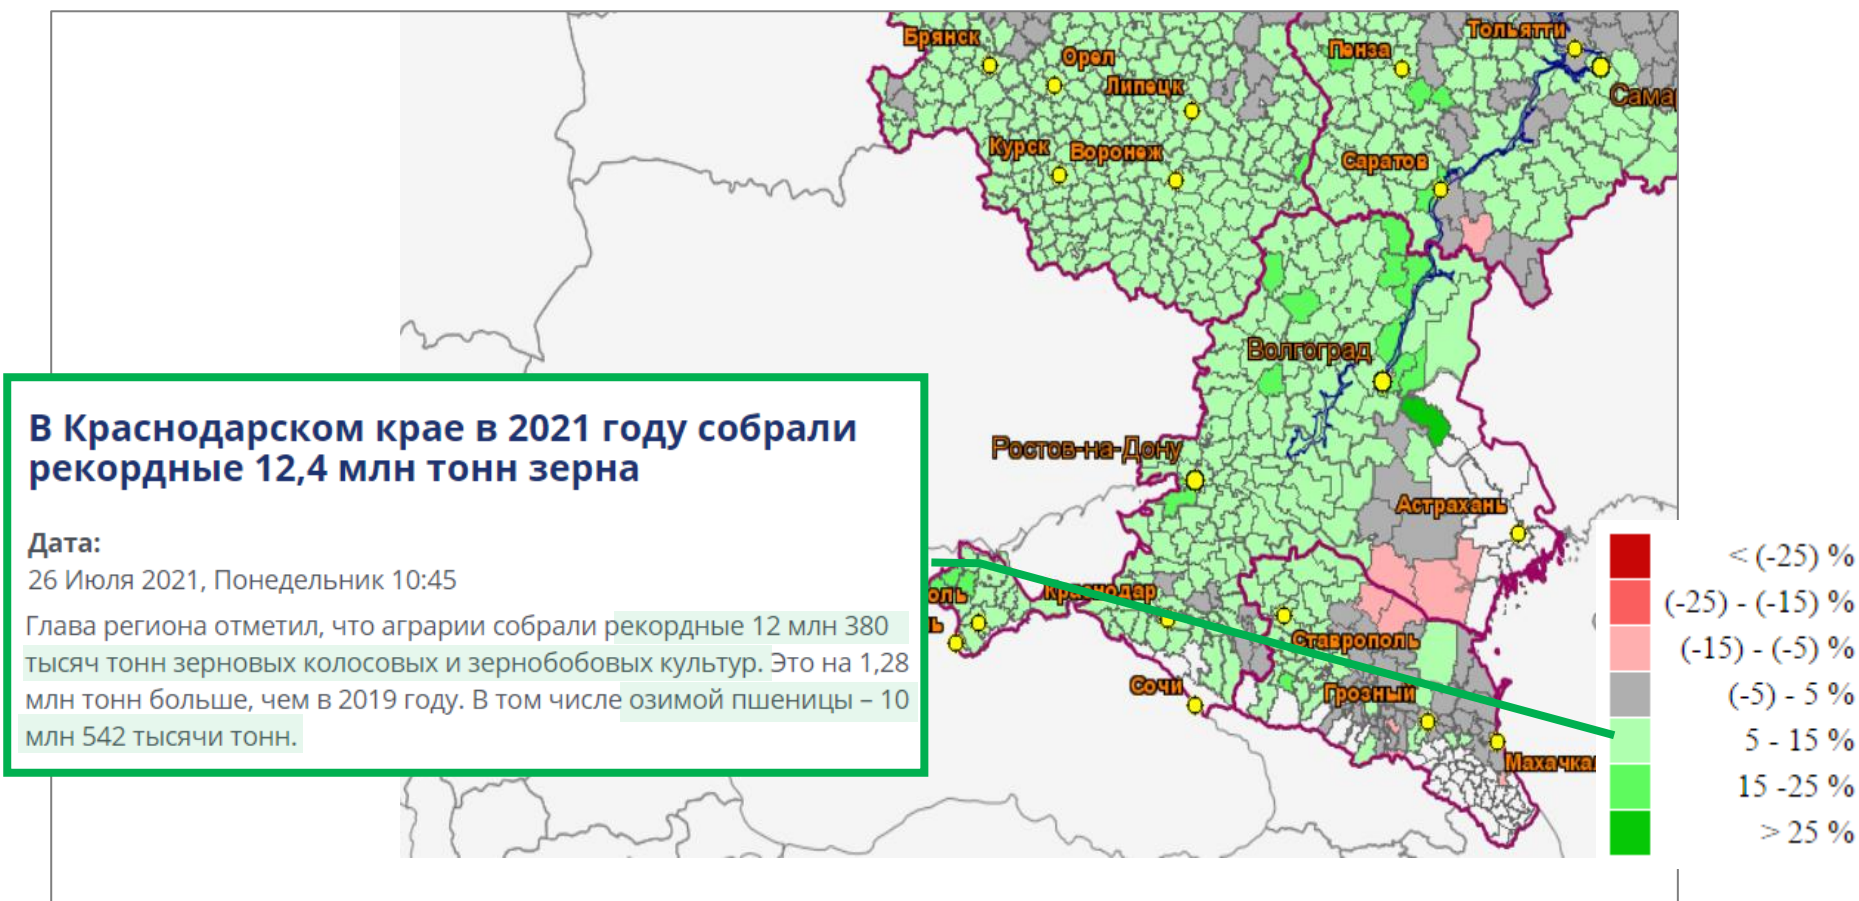 Брянск
Орел
Липецк
Курск
Воронеж
Пенза
Тольятти
Сама
Саратов
Волгоград
Ростов-на-Дону
Астрахань
В Краснодарском крае в 2021 году собрали
рекордные 12,4 млн тонн зерна
Дата:
26 Июля 2021, Понедельник 10:45
Глава региона отметил, что аграрии собрали рекордные 12 млн 380
тысяч тонн зерновых колосовых и зернобобовых культур. Это на 1,28
млн тонн больше, чем в 2019 году. В том числе озимой пшеницы – 10
млн 542 тысячи тонн.
оль
ь
Краснодар
Ставрополь
Сочи
Грозный
Махачка
< (-25) %
(-25) - (-15) %
(-15) - (-5) %
(-5) - 5 %
5 - 15 %
15 -25 %
> 25 %